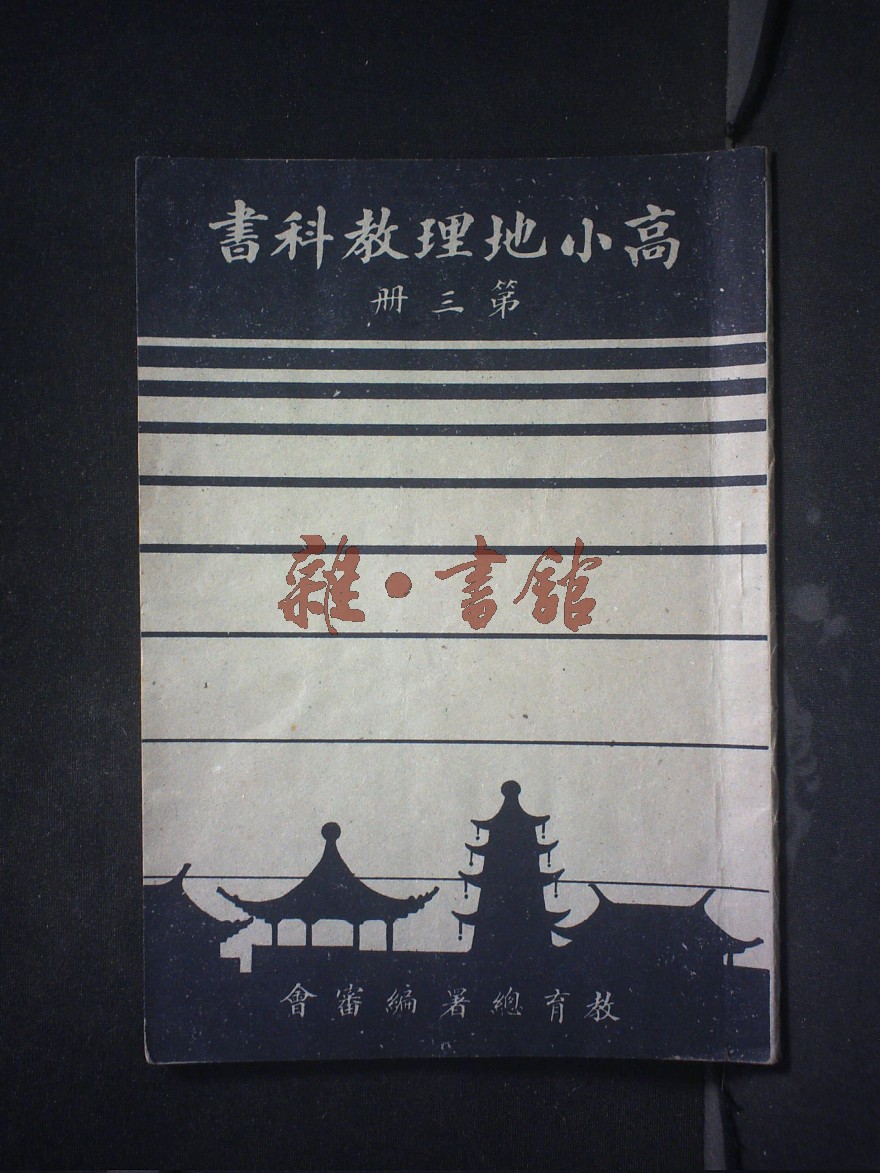 高小地理教科書
第三冊
雜·書館
教育總署編審會